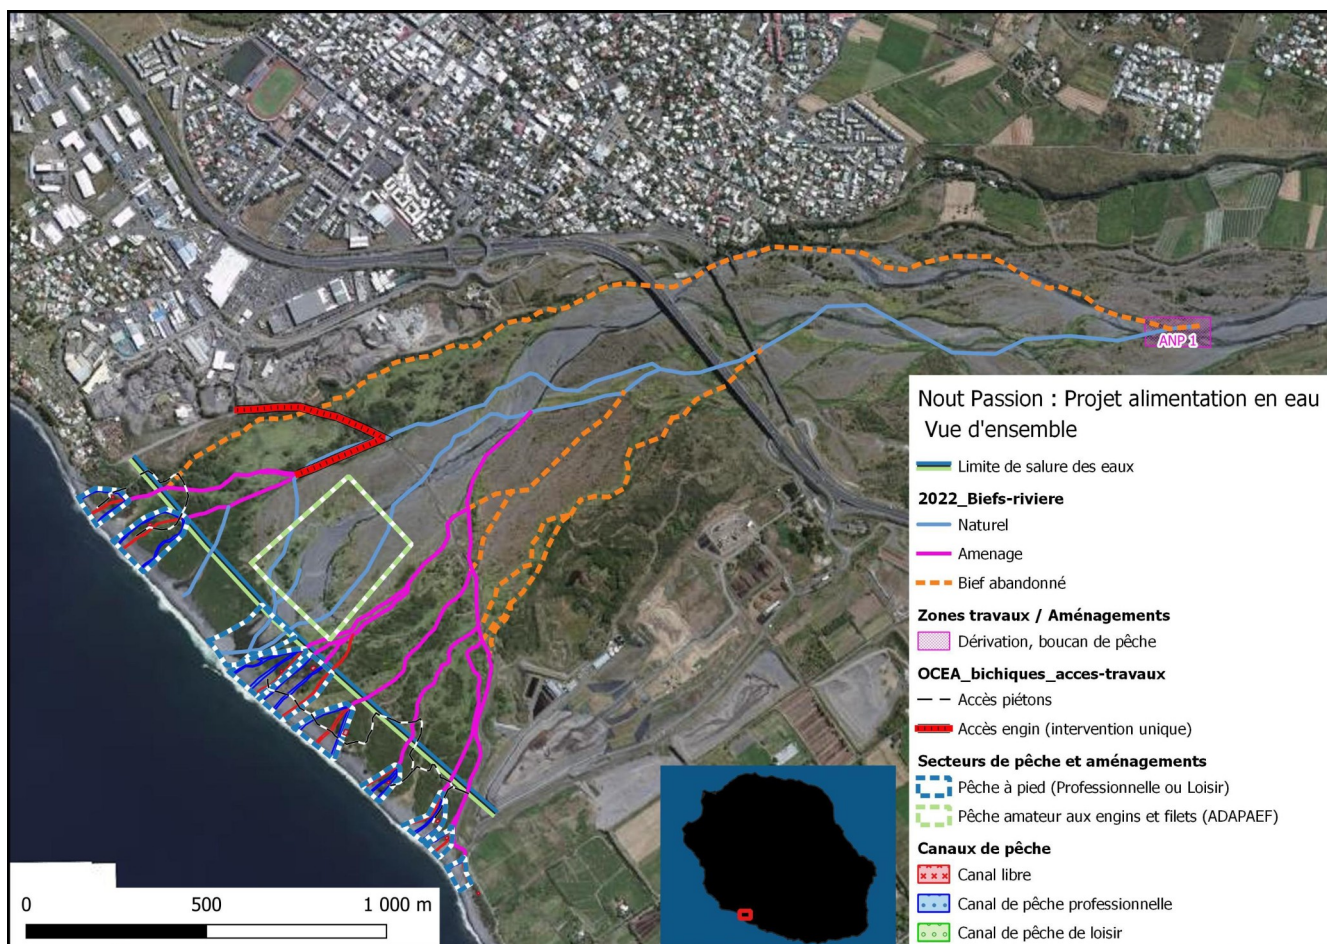 ANP 1
Nout Passion : Projet alimentation en eau
Vue d'ensemble
Limite de salure des eaux
2022_Biefs-riviere
Naturel
Amenage
Bief abandonné
Zones travaux / Aménagements
Dérivation, boucan de pêche
OCEA_bichiques_acces-travaux
Accès piétons
Accès engin (intervention unique)
Secteurs de pêche et aménagements
Pêche à pied (Professionnelle ou Loisir)
Pêche amateur aux engins et filets (ADAPAEF)
Canaux de pêche
Canal libre
Canal de pêche professionnelle
Canal de pêche de loisir
0 500 1 000 m